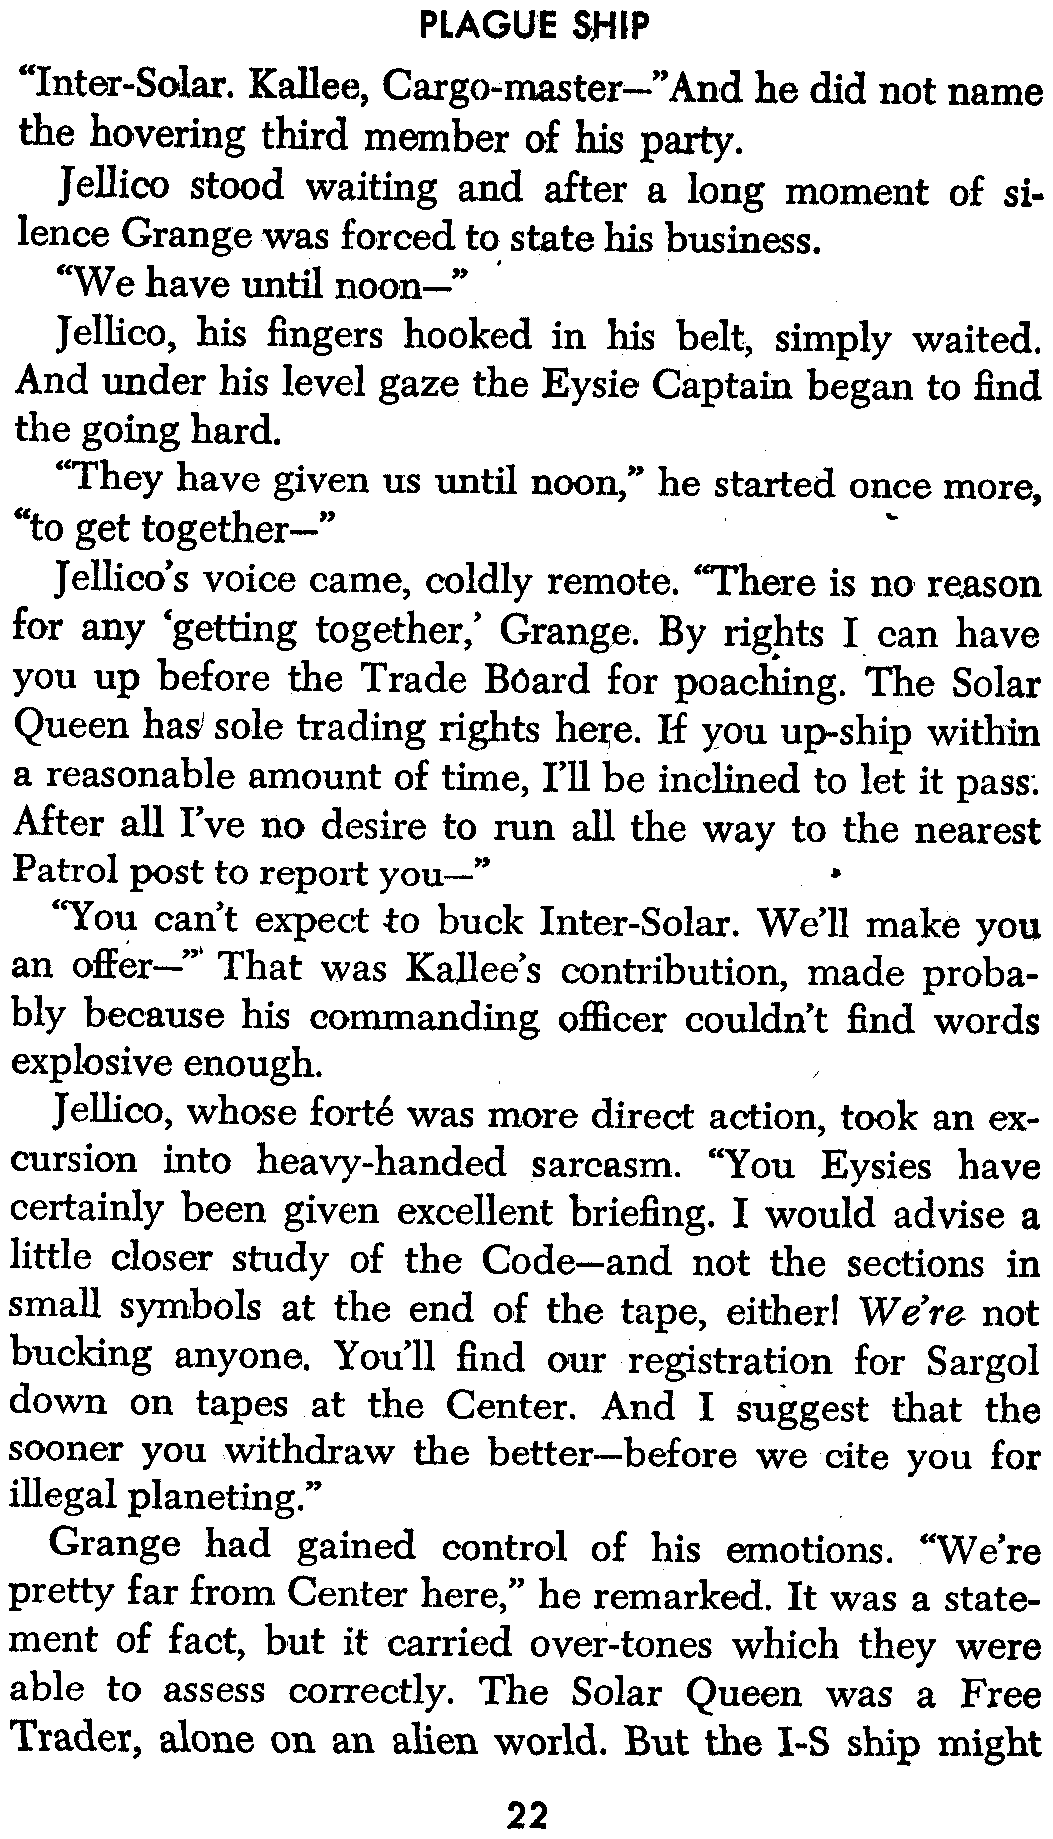 PLAGUE SHIP
“Inter-Solar. Kallee, Cargo-master—”And he did not name
the hovering third member of his party.
Jellico stood waiting and after a long moment of si-
lence Grange was forced to state his business.
“We have until noon—”
Jellico, his fingers hooked in his belt, simply waited.
And under his level gaze the Eysie Captain began to find
the going hard.
“They have given us until noon,” he started once more,
“to get together—”
Jellico’s voice came, coldly remote. “There is no reason
for any ‘getting together,’ Grange. By rights I can have
you up before the Trade Board for poaching. The Solar
Queen has sole trading rights here. If you up-ship within
a reasonable amount of time, I’ll be inclined to let it pass.
After all I’ve no desire to run all the way to the nearest
Patrol post to report you—”
“You can’t expect to buck Inter-Solar. We’ll make you
an offer—” That was Kallee’s contribution, made proba-
bly because his commanding officer couldn’t find words
explosive enough.
Jellico, whose forté was more direct action, took an ex-
cursion into heavy-handed sarcasm. “You Eysies have
certainly been given excellent briefing. I would advise a
little closer study of the Code—and not the sections in
small symbols at the end of the tape, either! We’re not
bucking anyone. You’ll find our registration for Sargol
down on tapes at the Center. And I suggest that the
sooner you withdraw the better—before we cite you for
illegal planeting.”
Grange had gained control of his emotions. “We’re
pretty far from Center here,” he remarked. It was a state-
ment of fact, but it carried over-tones which they were
able to assess correctly. The Solar Queen was a Free
Trader, alone on an alien world. But the I-S ship might
22